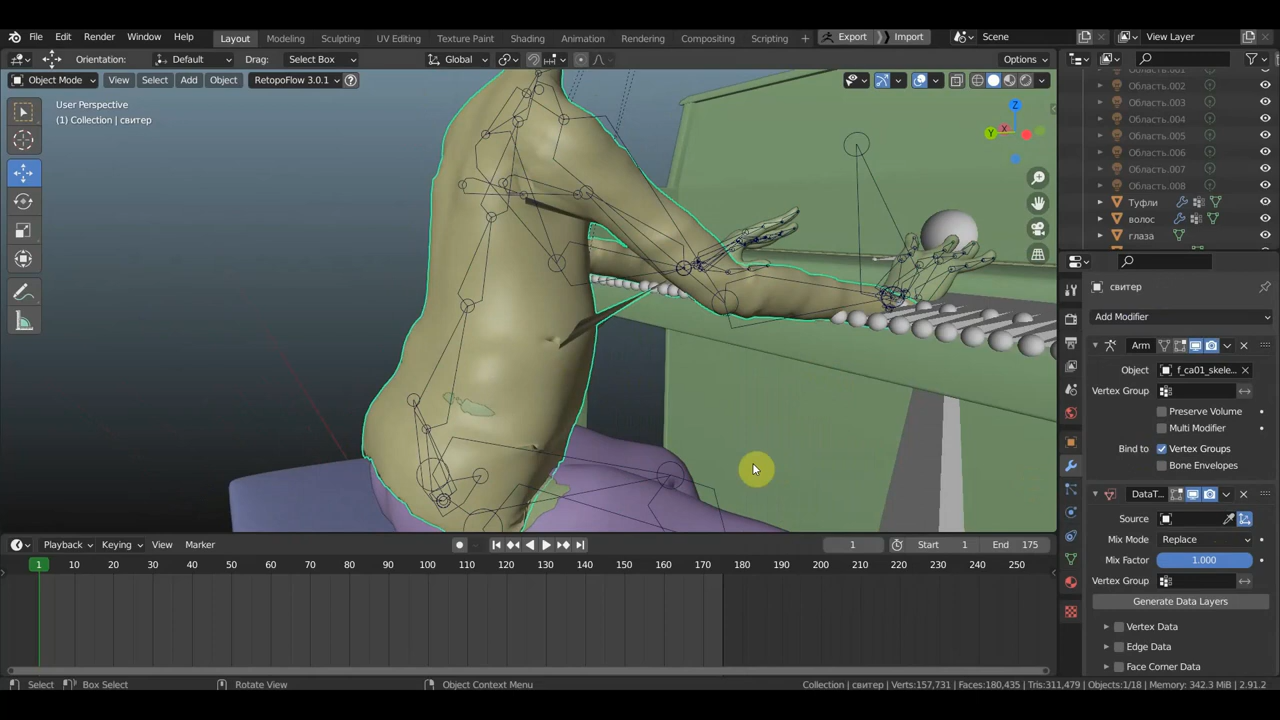 File Edit Render Window Help Layout Modeling Sculpting UV Editing Texture Paint Shading Animation Rendering Compositing Scripting + Export Import Scene View Layer
Orientation: Default Drag: Select Box Global Options
Object Mode View Select Add Object RetopoFlow 3.0.1 ?
User Perspective
(1) Collection | свитер
Z
Y X
Область.002
Область.003
Область.004
Область.005
Область.006
Область.007
Область.008
Туфли
волос
глаза
свитер
Add Modifier
Arm
Object f_ca01_skele...
Vertex Group
Preserve Volume
Multi Modifier
Bind to Vertex Groups
Bone Envelopes
DataT...
Source
Mix Mode Replace
Mix Factor 1.000
Vertex Group
Generate Data Layers
Vertex Data
Edge Data
Face Corner Data
Playback Keying View Marker 1 Start 1 End 175
1 10 20 30 40 50 60 70 80 90 100 110 120 130 140 150 160 170 180 190 200 210 220 230 240 250
Select Box Select Rotate View Object Context Menu Collection | свитер | Verts:157,731 | Faces:180,435 | Tris:311,479 | Objects:1/18 | Memory: 342.3 MiB | 2.91.2